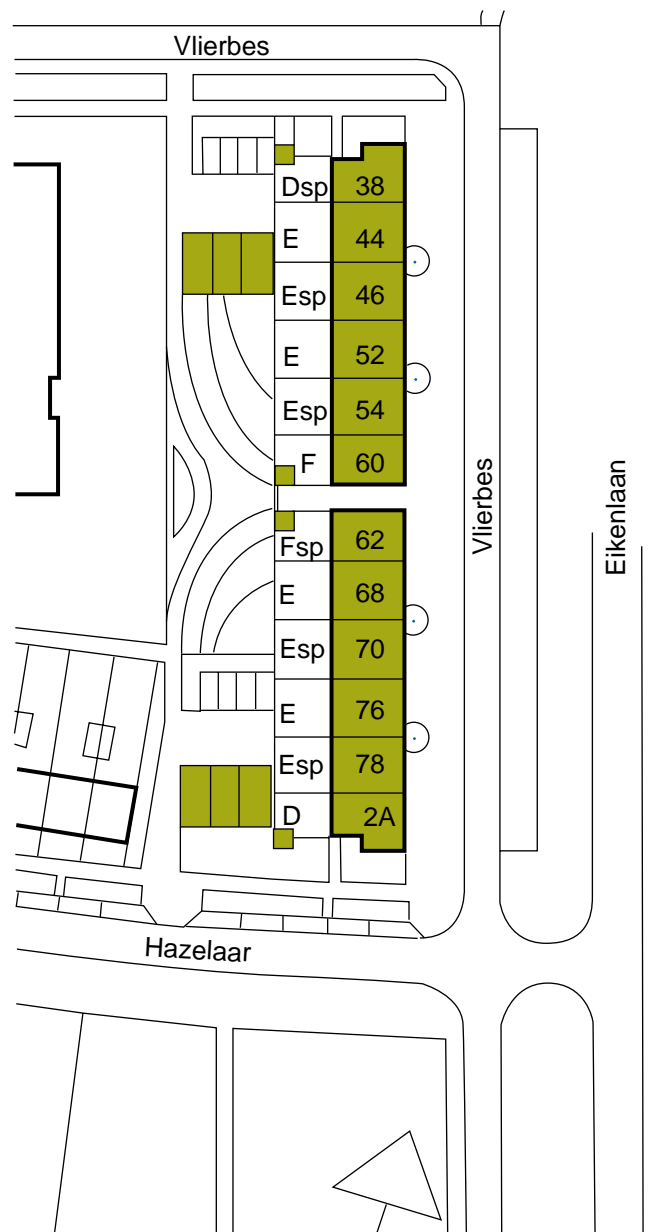 Vlierbes
Dsp 38
E 44
Esp 46
E 52
Esp 54
F 60
Vlierbes
Eikenlaan
Fsp 62
E 68
Esp 70
E 76
Esp 78
D 2A
Hazelaar